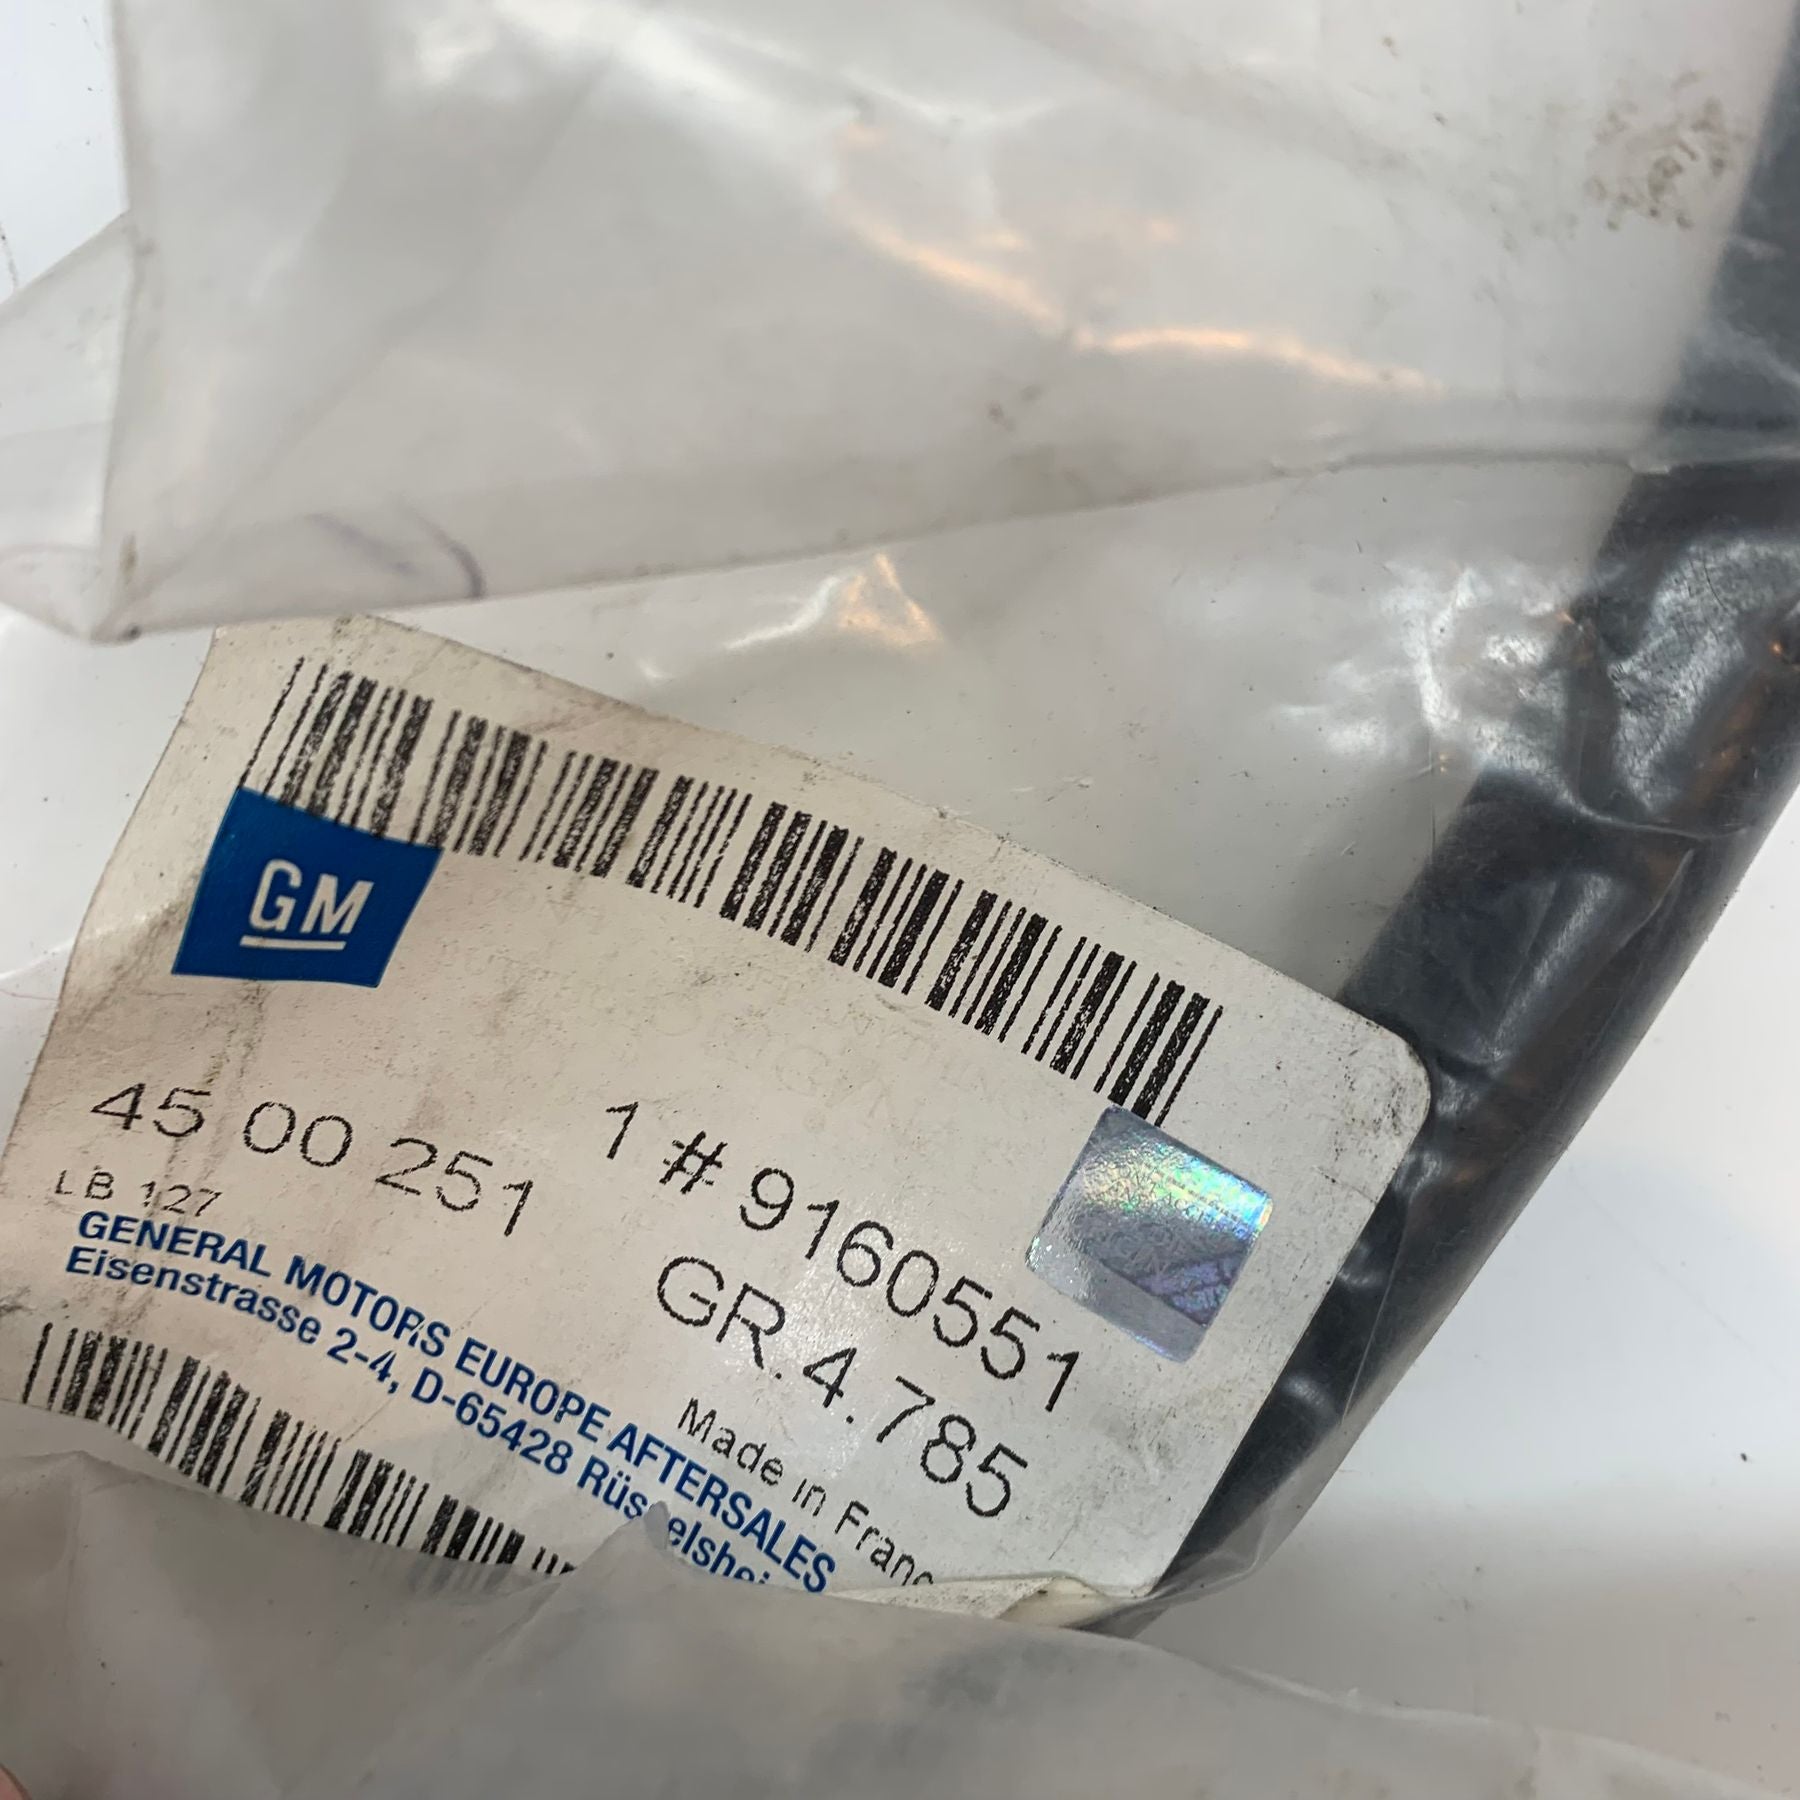 GM
45 00 251 1 # 9160551
LB 127 GR.4.785
Made in
GENERAL MOTORS EUROPE AFTERSALES
Eisenstrasse 2-4, D-65428